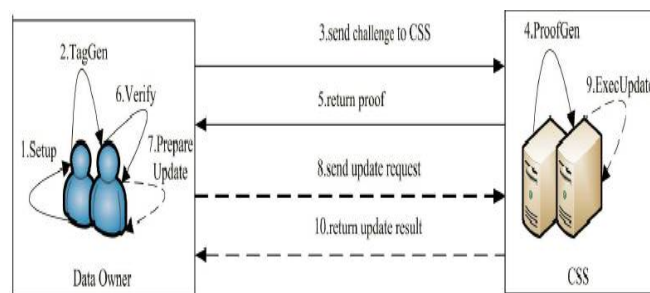 2.TagGen
6.Verify
1.Setup
7.Prepare
Update
Data Owner
3.send challenge to CSS
5.return proof
8.send update request
10.return update result
4.ProofGen
9.ExecUpdate
CSS